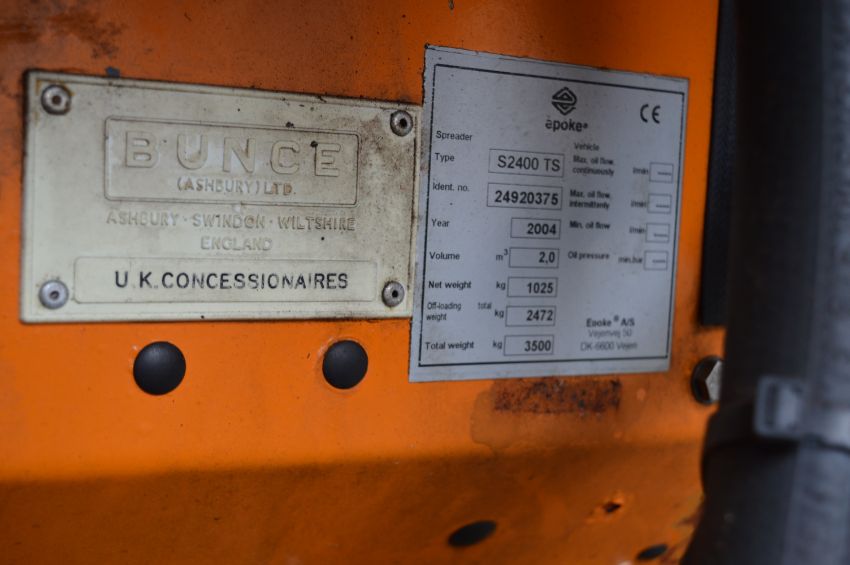 BUNCE
(ASHBURY) LTD.
ASHBURY · SWINDON · WILTSHIRE
ENGLAND
U.K. CONCESSIONAIRES
epoke®
CE
Spreader
Vehicle
Type S2400 TS Max. oil flow, continuously l/min ----
Ident. no. 24920375 Max. oil flow, intermittently l/min ----
Year 2004 Min. oil flow l/min ----
Volume m³ 2,0 Oil pressure min.bar ----
Net weight kg 1025
Off-loading total weight kg 2472
Total weight kg 3500
Epoke® A/S
Vejenvej 50
DK-6600 Vejen